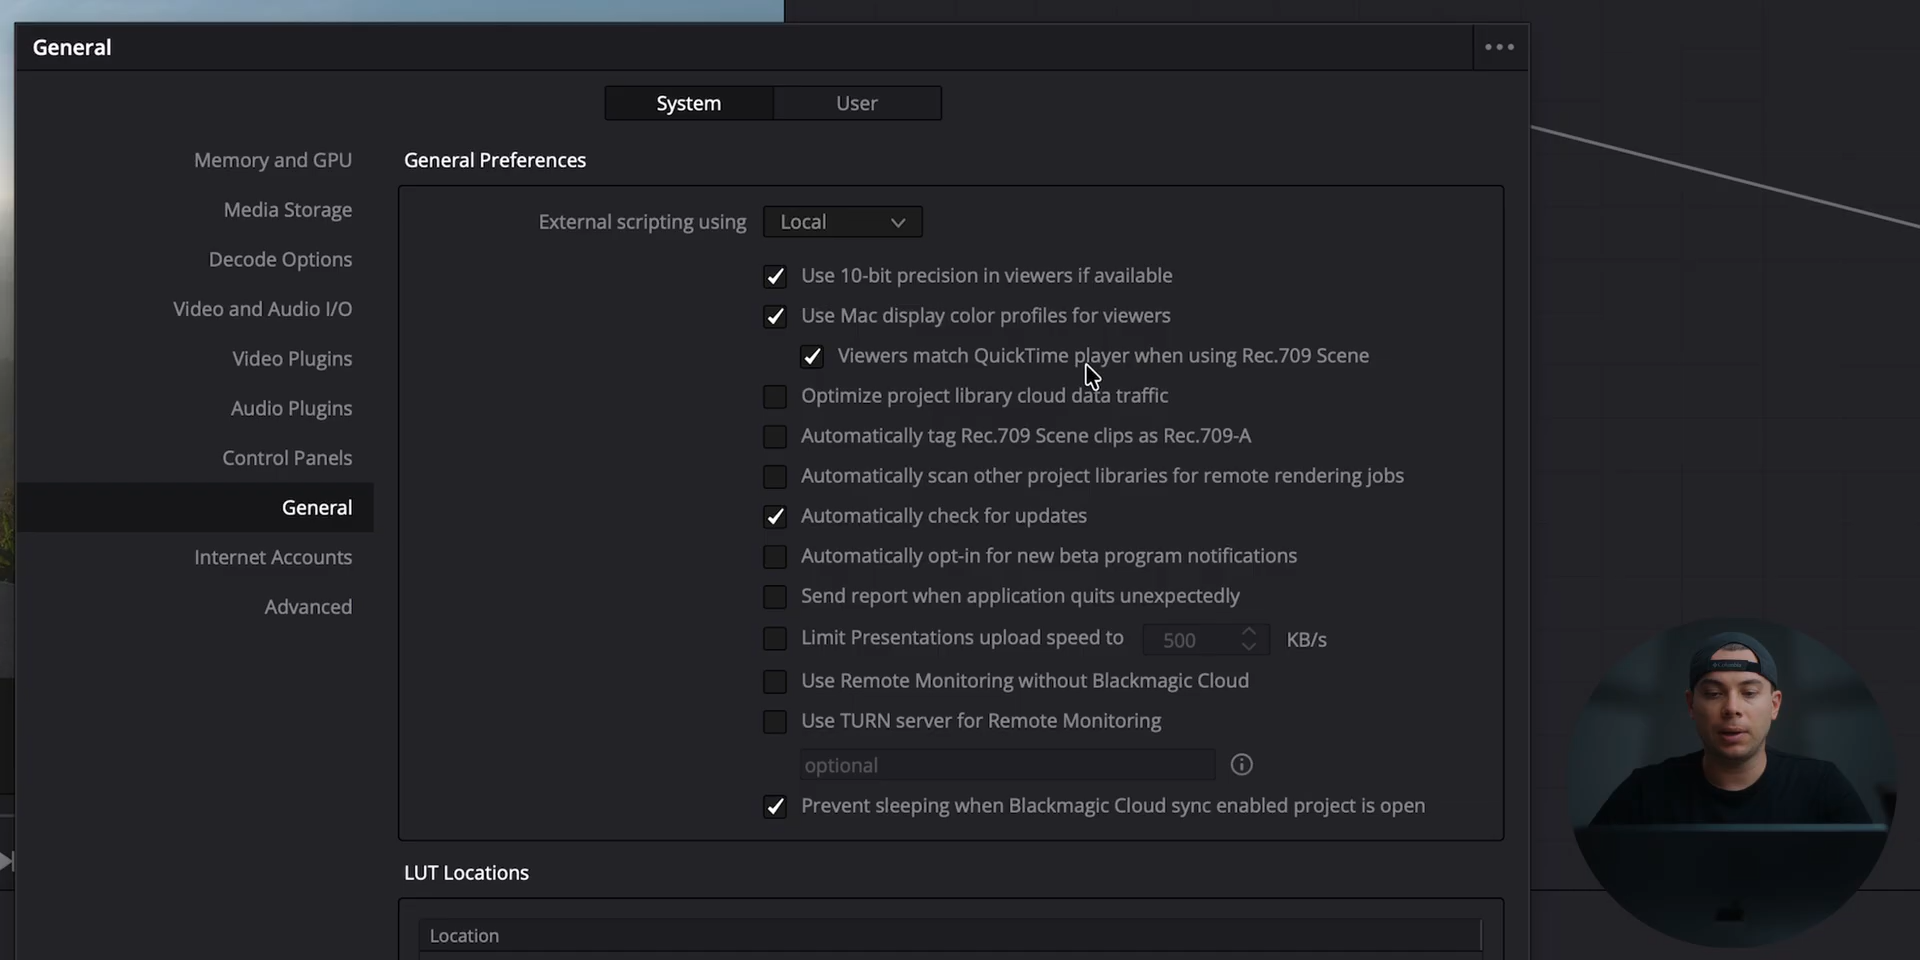 General
System
User
Memory and GPU
Media Storage
Decode Options
Video and Audio I/O
Video Plugins
Audio Plugins
Control Panels
General
Internet Accounts
Advanced
General Preferences
External scripting using Local
Use 10-bit precision in viewers if available
Use Mac display color profiles for viewers
Viewers match QuickTime player when using Rec.709 Scene
Optimize project library cloud data traffic
Automatically tag Rec.709 Scene clips as Rec.709-A
Automatically scan other project libraries for remote rendering jobs
Automatically check for updates
Automatically opt-in for new beta program notifications
Send report when application quits unexpectedly
Limit Presentations upload speed to 500 KB/s
Use Remote Monitoring without Blackmagic Cloud
Use TURN server for Remote Monitoring
optional
Prevent sleeping when Blackmagic Cloud sync enabled project is open
LUT Locations
Location